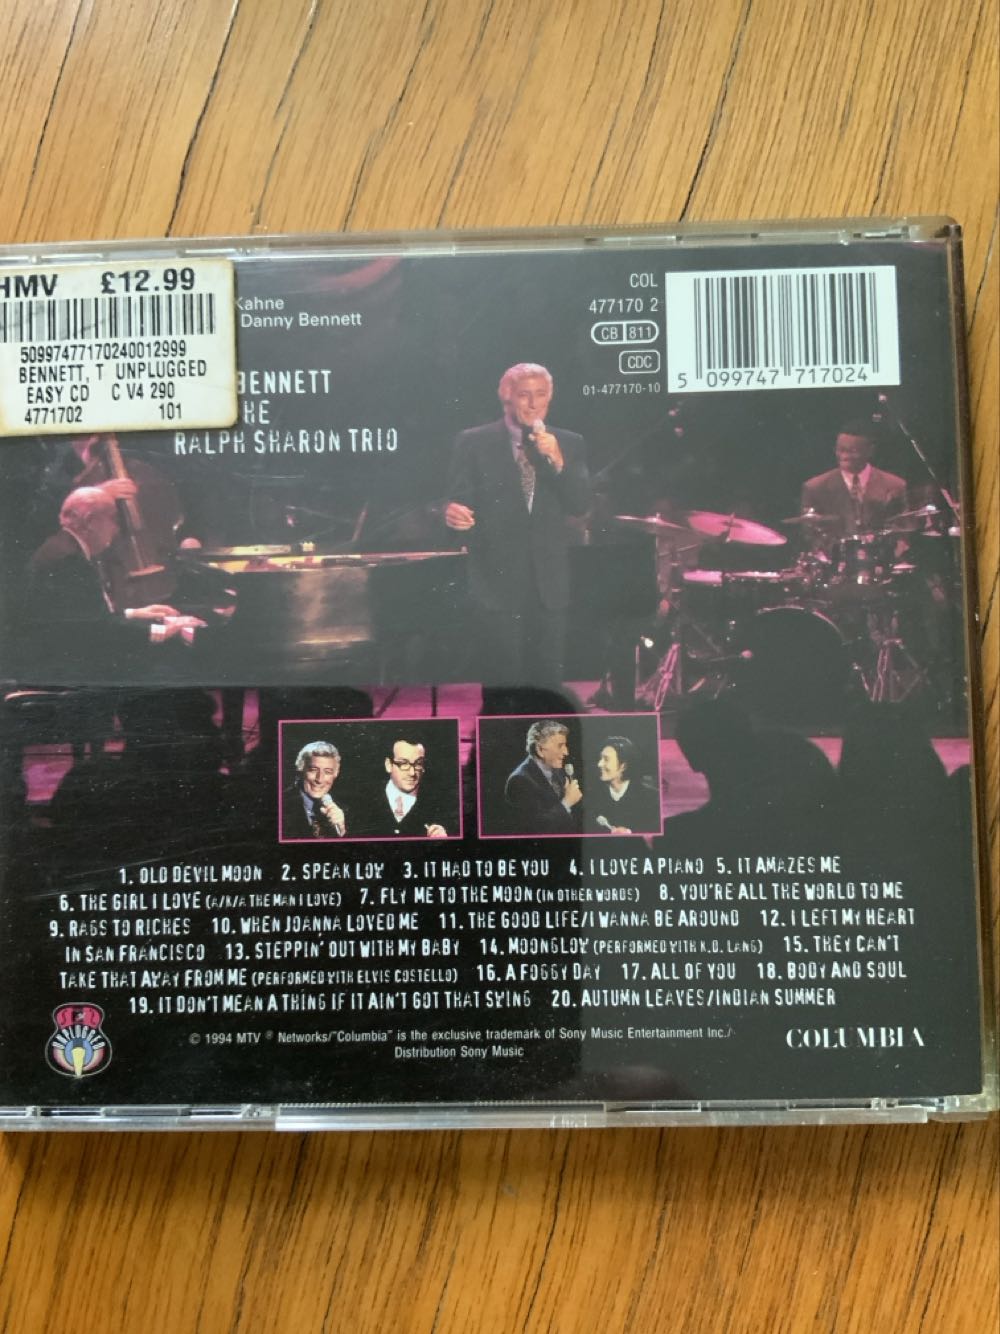 HMV £12.99
5099747717024001299​9
BENNETT, T UNPLUGGED
EASY CD C V4 290
4771702 101
Kahne
Danny Bennett
BENNETT
HE
RALPH SHARON TRIO
COL
477170 2
CB 811
CDC
01-477170-10
5 099747 717024
1. OLD DEVIL MOON 2. SPEAK LOW 3. IT HAD TO BE YOU 4. I LOVE A PIANO 5. IT AMAZES ME
6. THE GIRL I LOVE (A/K/A THE MAN I LOVE) 7. FLY ME TO THE MOON (IN OTHER WORDS) 8. YOU'RE ALL THE WORLD TO ME
9. RAGS TO RICHES 10. WHEN JOANNA LOVED ME 11. THE GOOD LIFE/I WANNA BE AROUND 12. I LEFT MY HEART
IN SAN FRANCISCO 13. STEPPIN' OUT WITH MY BABY 14. MOONGLOW (PERFORMED WITH K.D. LANG) 15. THEY CAN'T
TAKE THAT AWAY FROM ME (PERFORMED WITH ELVIS COSTELLO) 16. A FOGGY DAY 17. ALL OF YOU 18. BODY AND SOUL
19. IT DON'T MEAN A THING IF IT AIN'T GOT THAT SWING 20. AUTUMN LEAVES/INDIAN SUMMER
UNPLUGGED
© 1994 MTV ® Networks/"Columbia" is the exclusive trademark of Sony Music Entertainment Inc./
Distribution Sony Music
COLUMBIA